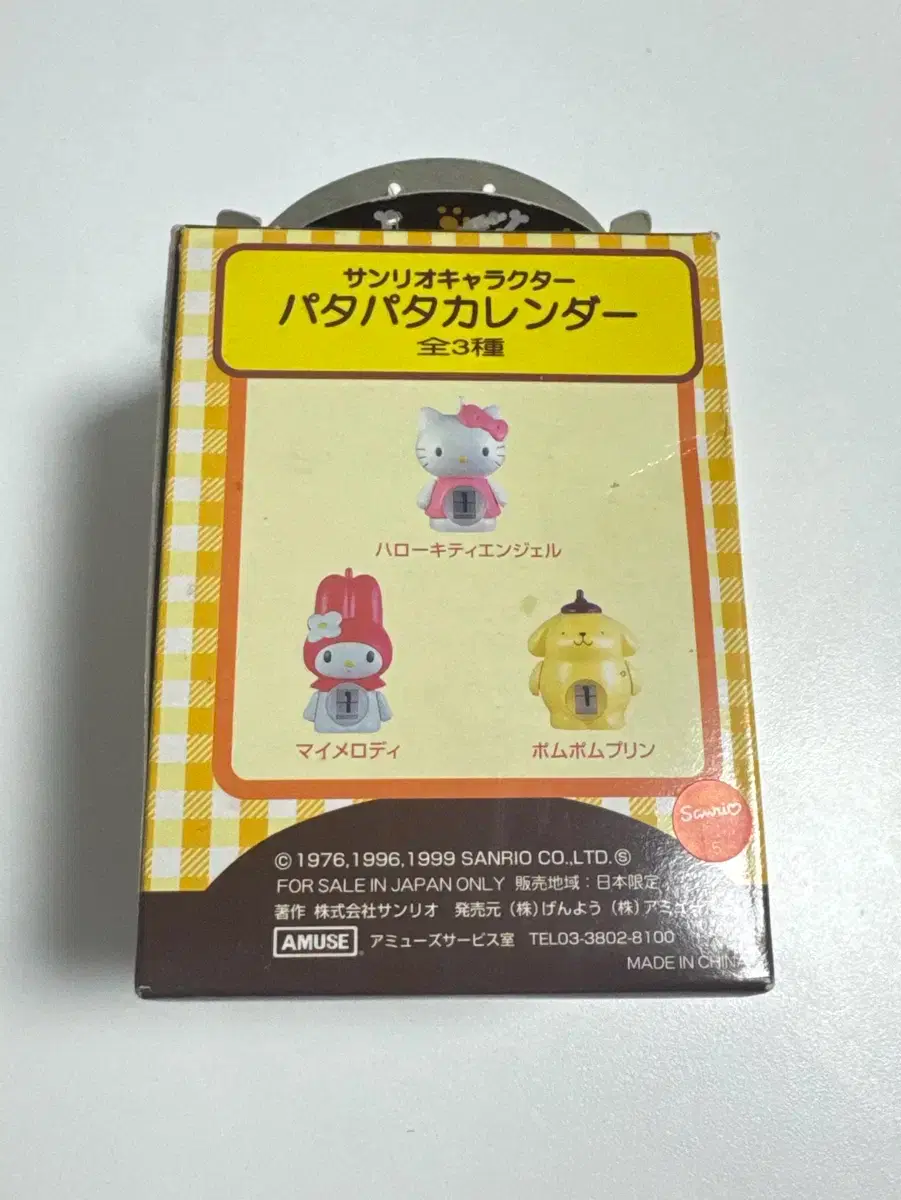 サンリオキャラクター
パタパタカレンダー
全3種
1
ハローキティエンジェル
1
1
マイメロディ
ポムポムプリン
Sanrio
5
© 1976,1996,1999 SANRIO CO.,LTD.Ⓢ
FOR SALE IN JAPAN ONLY 販売地域：日本限定
著作 株式会社サンリオ 発売元（株）げんよう（株）
AMUSE アミューズサービス室 TEL03-3802-8100
MADE IN CHINA